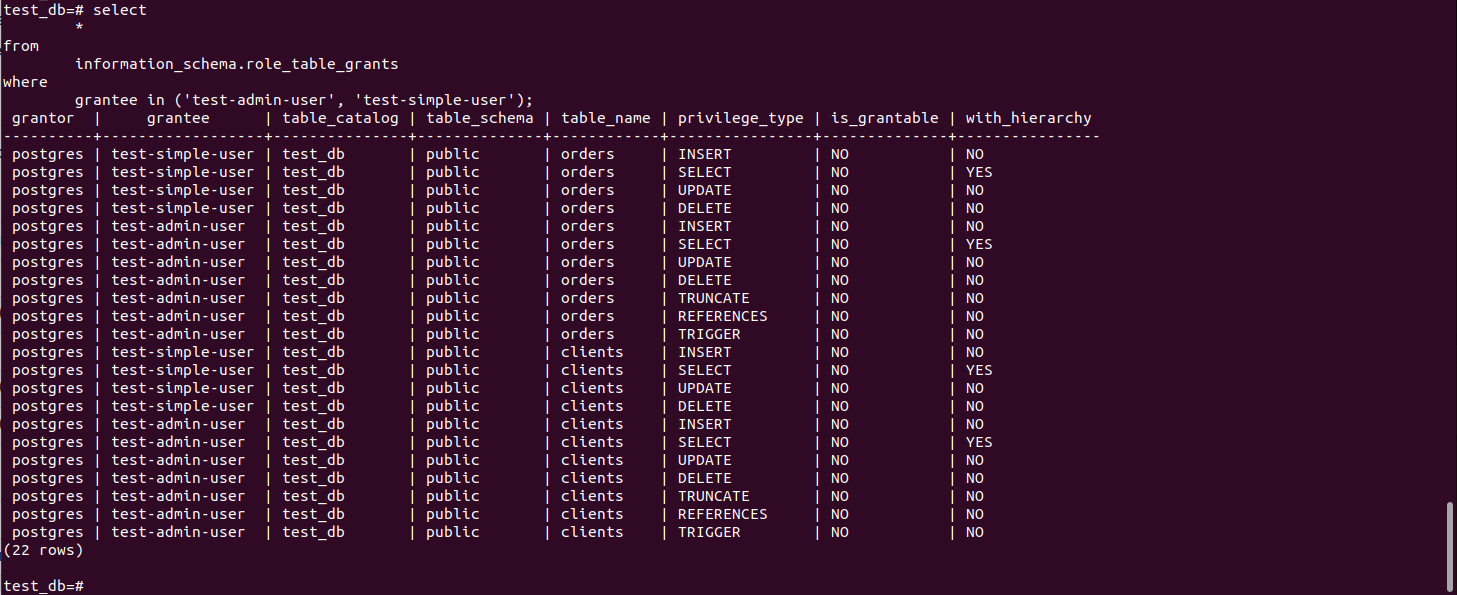 test_db=# select
        *
from
        information_schema.role_table_grants
where
        grantee in ('test-admin-user', 'test-simple-user');
 grantor  |     grantee      | table_catalog | table_schema | table_name | privilege_type | is_grantable | with_hierarchy
----------+------------------+---------------+--------------+------------+----------------+--------------+----------------
 postgres | test-simple-user | test_db       | public       | orders     | INSERT         | NO           | NO
 postgres | test-simple-user | test_db       | public       | orders     | SELECT         | NO           | YES
 postgres | test-simple-user | test_db       | public       | orders     | UPDATE         | NO           | NO
 postgres | test-simple-user | test_db       | public       | orders     | DELETE         | NO           | NO
 postgres | test-admin-user  | test_db       | public       | orders     | INSERT         | NO           | NO
 postgres | test-admin-user  | test_db       | public       | orders     | SELECT         | NO           | YES
 postgres | test-admin-user  | test_db       | public       | orders     | UPDATE         | NO           | NO
 postgres | test-admin-user  | test_db       | public       | orders     | DELETE         | NO           | NO
 postgres | test-admin-user  | test_db       | public       | orders     | TRUNCATE       | NO           | NO
 postgres | test-admin-user  | test_db       | public       | orders     | REFERENCES     | NO           | NO
 postgres | test-admin-user  | test_db       | public       | orders     | TRIGGER        | NO           | NO
 postgres | test-simple-user | test_db       | public       | clients    | INSERT         | NO           | NO
 postgres | test-simple-user | test_db       | public       | clients    | SELECT         | NO           | YES
 postgres | test-simple-user | test_db       | public       | clients    | UPDATE         | NO           | NO
 postgres | test-simple-user | test_db       | public       | clients    | DELETE         | NO           | NO
 postgres | test-admin-user  | test_db       | public       | clients    | INSERT         | NO           | NO
 postgres | test-admin-user  | test_db       | public       | clients    | SELECT         | NO           | YES
 postgres | test-admin-user  | test_db       | public       | clients    | UPDATE         | NO           | NO
 postgres | test-admin-user  | test_db       | public       | clients    | DELETE         | NO           | NO
 postgres | test-admin-user  | test_db       | public       | clients    | TRUNCATE       | NO           | NO
 postgres | test-admin-user  | test_db       | public       | clients    | REFERENCES     | NO           | NO
 postgres | test-admin-user  | test_db       | public       | clients    | TRIGGER        | NO           | NO
(22 rows)

test_db=#